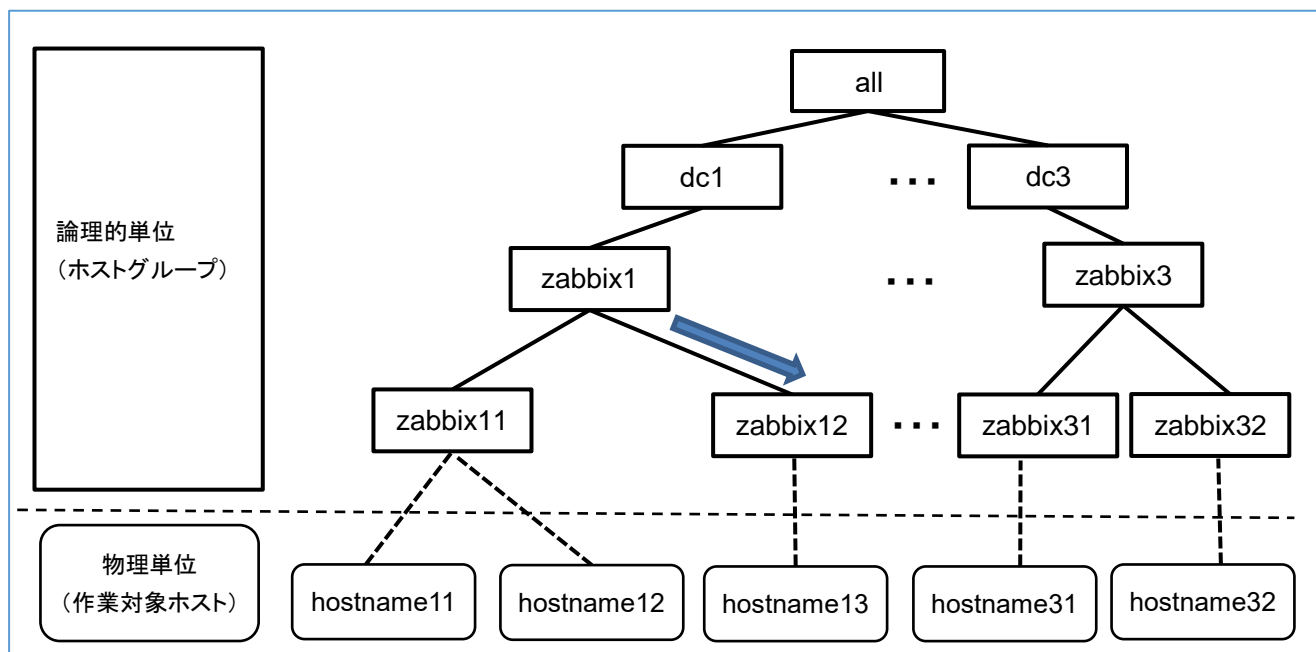 all
dc1
...
dc3
論理的単位
（ホストグループ）
zabbix1
...
zabbix3
zabbix11
zabbix12
...
zabbix31
zabbix32
物理単位
（作業対象ホスト）
hostname11
hostname12
hostname13
hostname31
hostname32